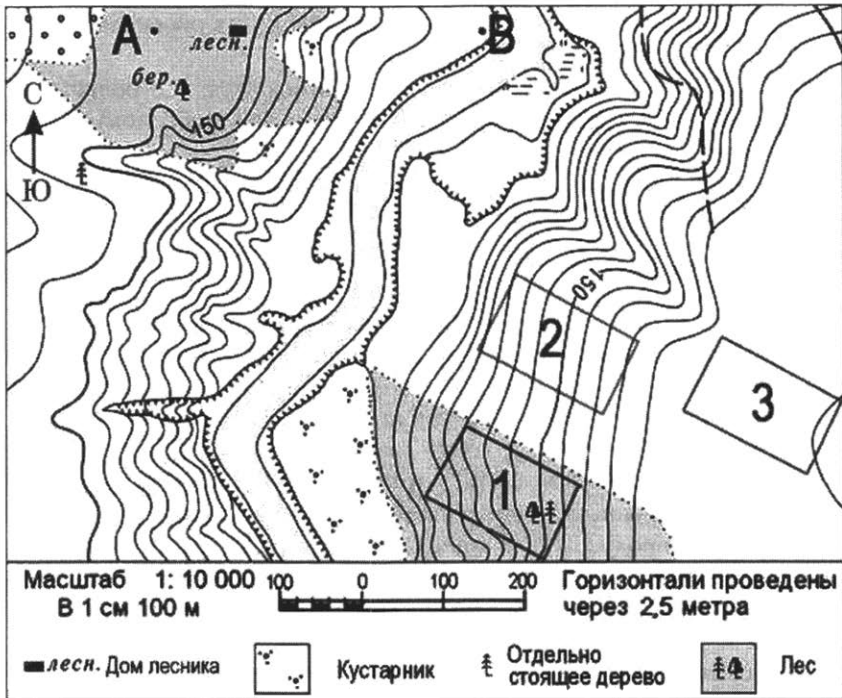 А
лесн.
В
бер.
С
160
Ю
150
2
3
1
Масштаб 1: 10 000
В 1 см 100 м
100 0 100 200
Горизонтали проведены
через 2,5 метра
лесн. Дом лесника
Кустарник
Отдельно
стоящее дерево
Лес